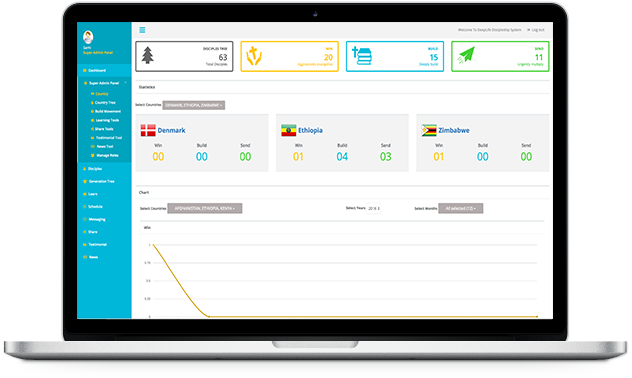 Sami
Super Admin Panel
Dashboard
Super Admin Panel
Country
Country Tree
Build Movement
Learning Tools
Share Tools
Testimonial Tool
News Tool
Manage Roles
Disciples
Generation Tree
Learn
Schedule
Messaging
Share
Testimonial
News
Welcome To DeepLife Discipleship System
Log out
DISCIPLES TREE
63
Total Disciples
WIN
20
BUILD
15
Deeply build
SEND
11
Urgently multiply
Statistics
Select Countries
DENMARK, ETHIOPIA, ZIMBABWE
Denmark
Win Build Send
00 00 00
Ethiopia
Win Build Send
01 04 03
Zimbabwe
Win Build Send
01 00 00
Chart
Select Countries AFGHANISTAN, ETHIOPIA, KENYA
Select Years
Select Months All selected (12)
Win
1
0.75
0.5
0.25
0